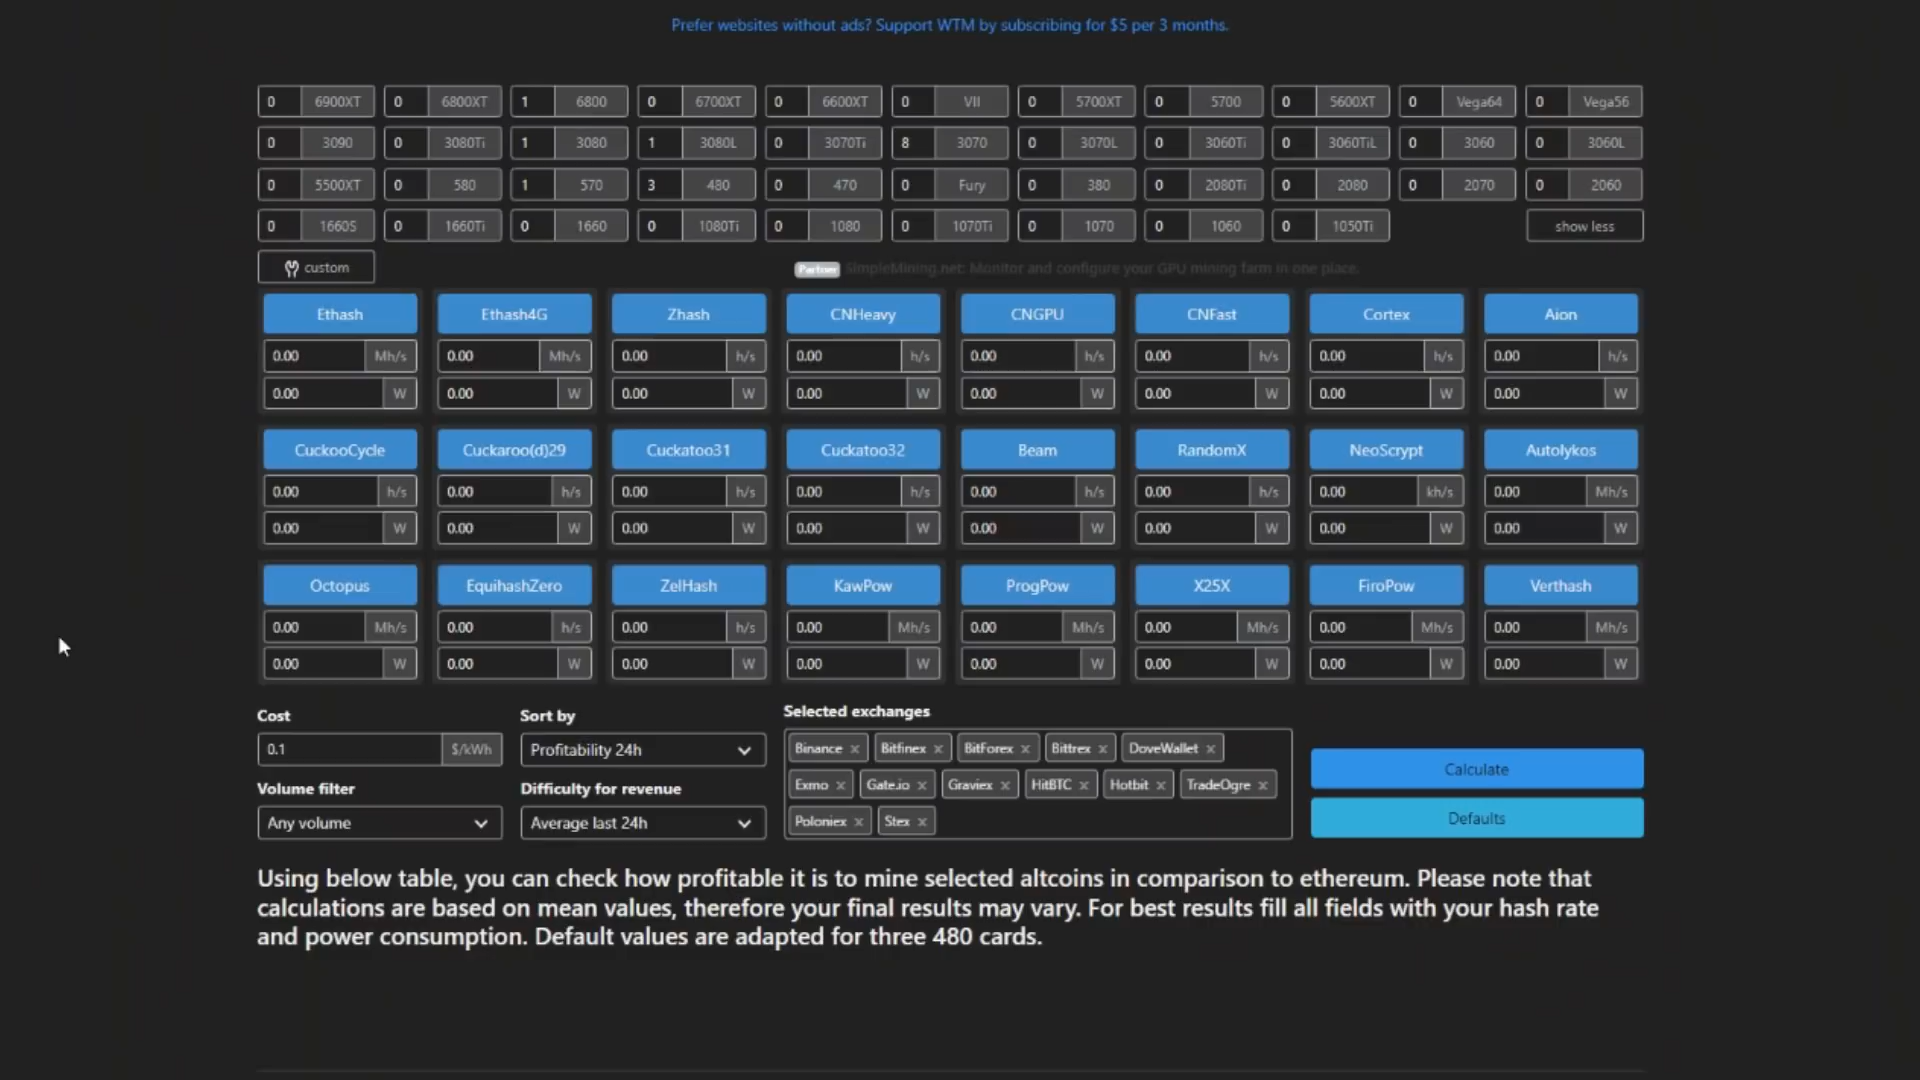 Prefer websites without ads? Support WTM by subscribing for $5 per 3 months.
0 6900XT 0 6800XT 1 6800 0 6700XT 0 6600XT 0 VII 0 5700XT 0 5700 0 5600XT 0 Vega64 0 Vega56
0 3090 0 3080Ti 1 3080 1 3080L 0 3070Ti 8 3070 0 3070L 0 3060Ti 0 3060TiL 0 3060 0 3060L
0 5500XT 0 580 1 570 3 480 0 470 0 Fury 0 380 0 2080Ti 0 2080 0 2070 0 2060
0 1660S 0 1660Ti 0 1660 0 1080Ti 0 1080 0 1070Ti 0 1070 0 1060 0 1050Ti show less
custom Partner SimpleMining.net: Monitor and configure your GPU mining farm in one place.
Ethash Ethash4G Zhash CNHeavy CNGPU CNFast Cortex Aion
0.00 Mh/s 0.00 Mh/s 0.00 h/s 0.00 h/s 0.00 h/s 0.00 h/s 0.00 h/s 0.00 h/s
0.00 W 0.00 W 0.00 W 0.00 W 0.00 W 0.00 W 0.00 W 0.00 W
CuckooCycle Cuckaroo(d)29 Cuckatoo31 Cuckatoo32 Beam RandomX NeoScrypt Autolykos
0.00 h/s 0.00 h/s 0.00 h/s 0.00 h/s 0.00 h/s 0.00 h/s 0.00 kh/s 0.00 Mh/s
0.00 W 0.00 W 0.00 W 0.00 W 0.00 W 0.00 W 0.00 W 0.00 W
Octopus EquihashZero ZelHash KawPow ProgPow X25X FiroPow Verthash
0.00 Mh/s 0.00 h/s 0.00 h/s 0.00 Mh/s 0.00 Mh/s 0.00 Mh/s 0.00 Mh/s 0.00 Mh/s
0.00 W 0.00 W 0.00 W 0.00 W 0.00 W 0.00 W 0.00 W 0.00 W
Cost Sort by Selected exchanges
0.1 $/kWh Profitability 24h Binance × Bitfinex × BitForex × Bittrex × DoveWallet × Calculate
Volume filter Difficulty for revenue Exmo × Gate.io × Graviex × HitBTC × Hotbit × TradeOgre ×
Any volume Average last 24h Poloniex × Stex × Defaults
Using below table, you can check how profitable it is to mine selected altcoins in comparison to ethereum. Please note that
calculations are based on mean values, therefore your final results may vary. For best results fill all fields with your hash rate
and power consumption. Default values are adapted for three 480 cards.